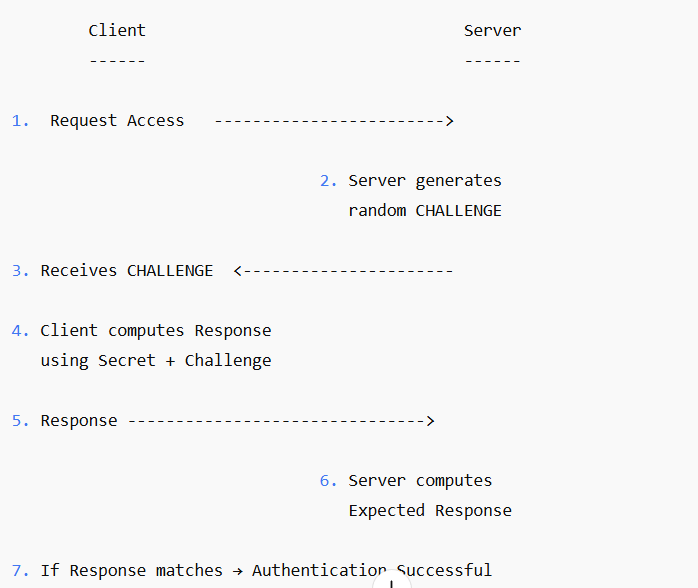 Client Server
------ ------
1. Request Access ------------------------>
2. Server generates
random CHALLENGE
3. Receives CHALLENGE <----------------------
4. Client computes Response
using Secret + Challenge
5. Response ------------------------------->
6. Server computes
Expected Response
7. If Response matches → Authentication Successful